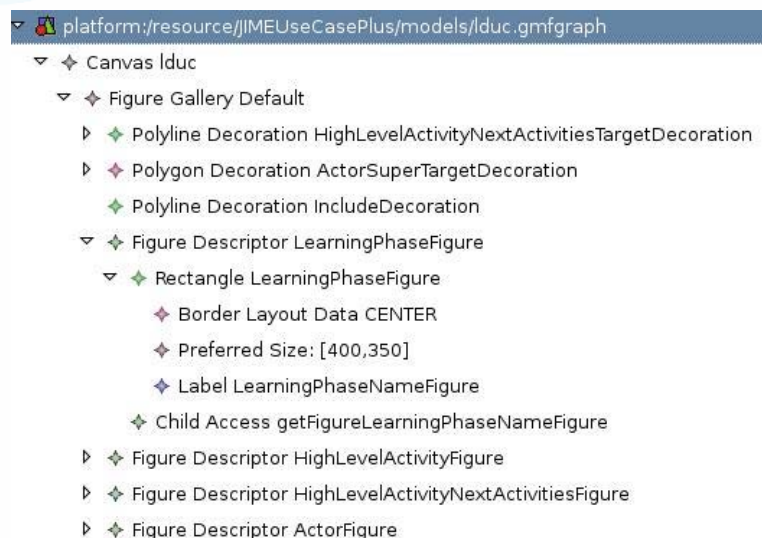 platform:/resource/JIMEUseCasePlus/models/lduc.gmfgraph
Canvas lduc
Figure Gallery Default
Polyline Decoration HighLevelActivityNextActivitiesTargetDecoration
Polygon Decoration ActorSuperTargetDecoration
Polyline Decoration IncludeDecoration
Figure Descriptor LearningPhaseFigure
Rectangle LearningPhaseFigure
Border Layout Data CENTER
Preferred Size: [400,350]
Label LearningPhaseNameFigure
Child Access getFigureLearningPhaseNameFigure
Figure Descriptor HighLevelActivityFigure
Figure Descriptor HighLevelActivityNextActivitiesFigure
Figure Descriptor ActorFigure